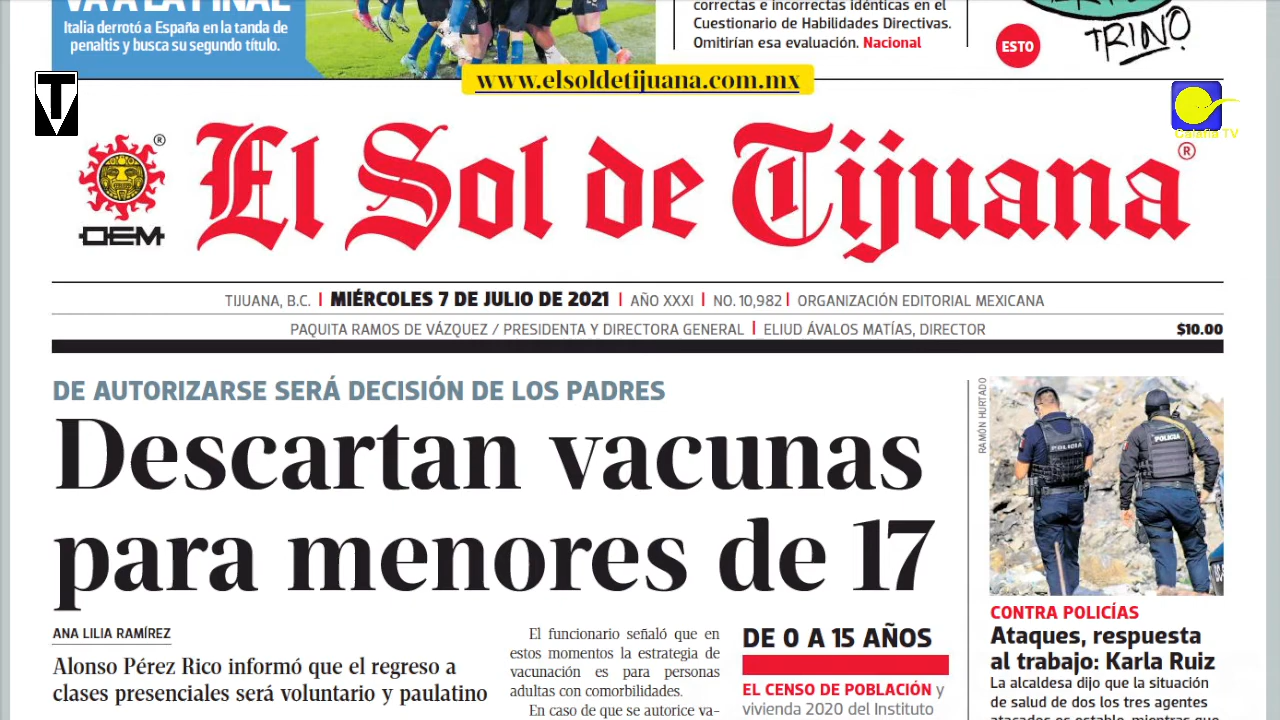 VA A LA FINAL
Italia derrotó a España en la tanda de
penaltis y busca su segundo título.
correctas e incorrectas idénticas en el
Cuestionario de Habilidades Directivas.
Omitirían esa evaluación. Nacional
ESTO
TRINO
www.elsoldetijuana.com.mx
T
Calafia TV
OEM
®
El Sol de Tijuana®
TIJUANA, B.C. | MIÉRCOLES 7 DE JULIO DE 2021 | AÑO XXXI | NO. 10,982 | ORGANIZACIÓN EDITORIAL MEXICANA
PAQUITA RAMOS DE VÁZQUEZ / PRESIDENTA Y DIRECTORA GENERAL | ELIUD ÁVALOS MATÍAS, DIRECTOR
$10.00
DE AUTORIZARSE SERÁ DECISIÓN DE LOS PADRES
Descartan vacunas
para menores de 17
ANA LILIA RAMÍREZ
Alonso Pérez Rico informó que el regreso a
clases presenciales será voluntario y paulatino
El funcionario señaló que en
estos momentos la estrategia de
vacunación es para personas
adultas con comorbilidades.
En caso de que se autorice va-
DE 0 A 15 AÑOS
EL CENSO DE POBLACIÓN y
vivienda 2020 del Instituto
RAMÓN HURTADO
POLICIA
CONTRA POLICÍAS
Ataques, respuesta
al trabajo: Karla Ruiz
La alcaldesa dijo que la situación
de salud de dos los tres agentes
atacados es estable, mientras que